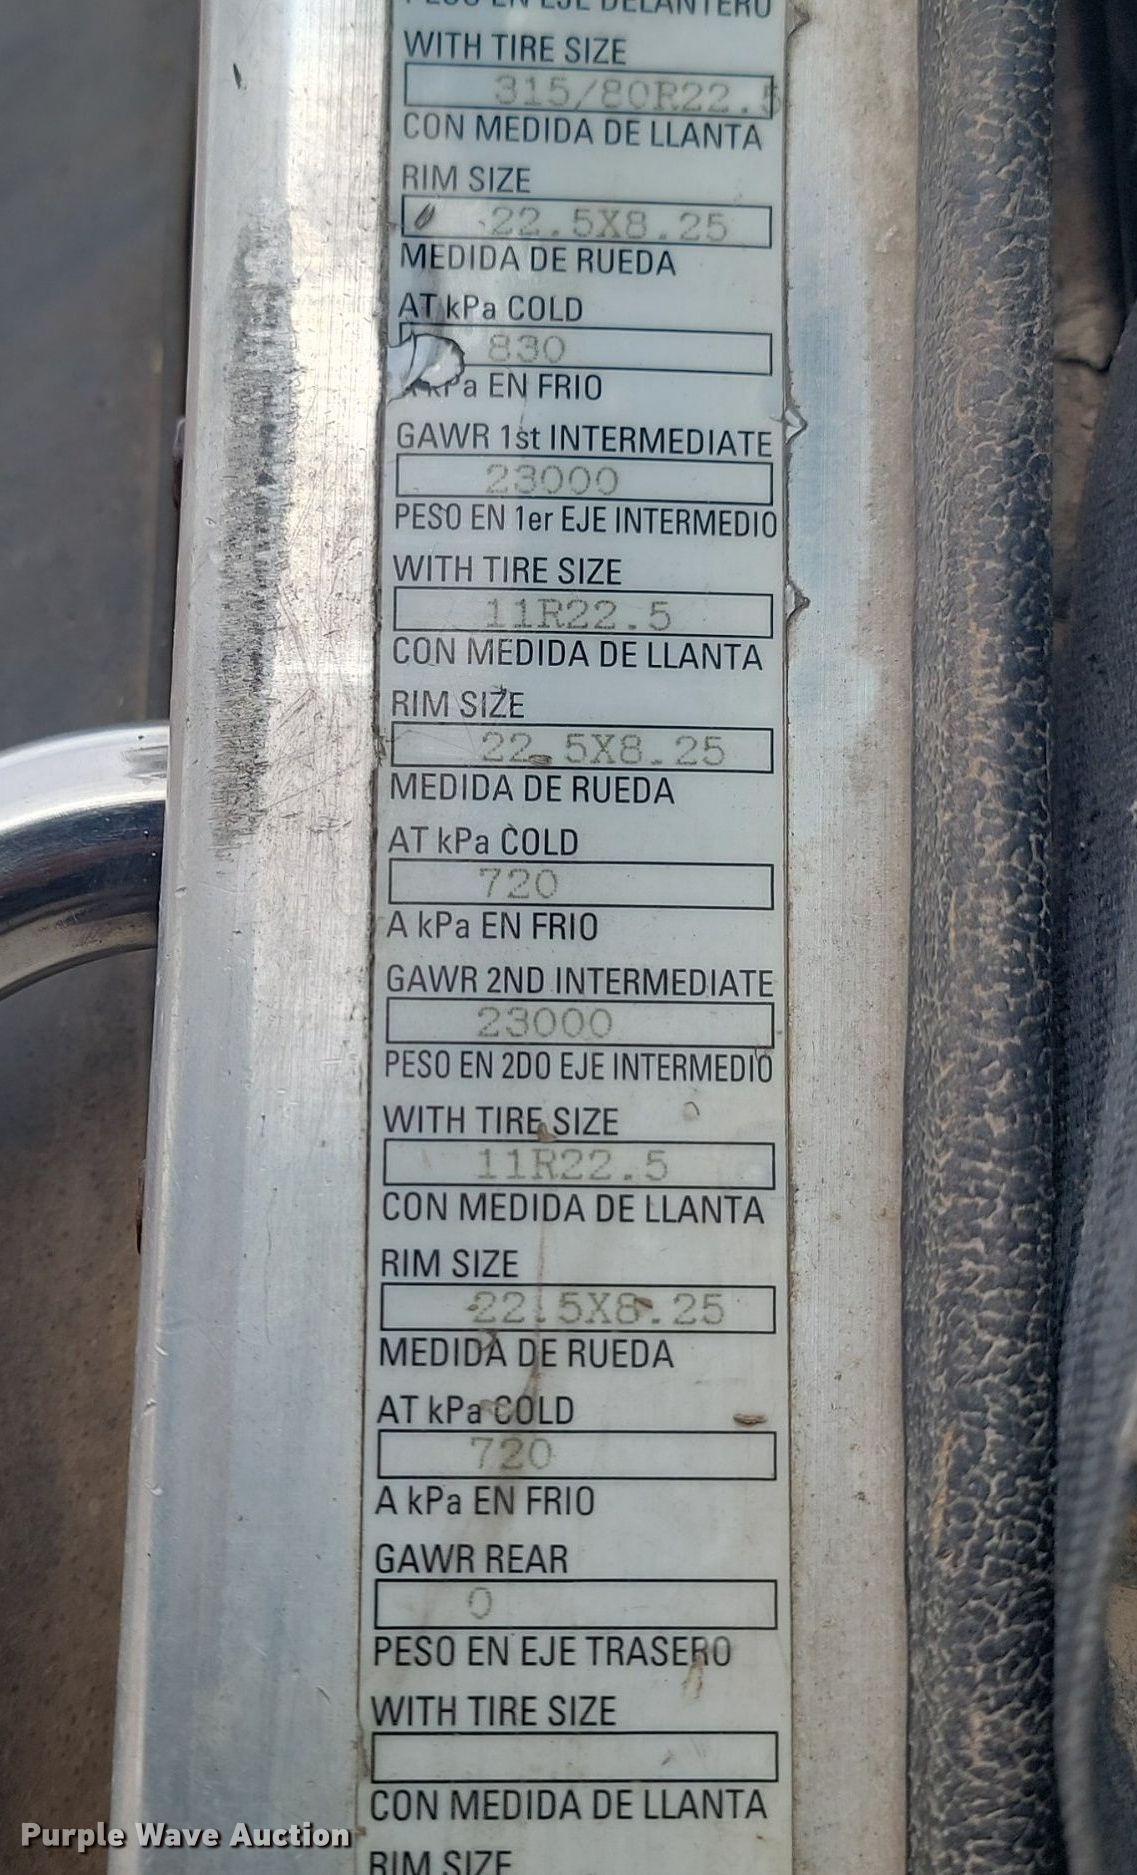 PESO EN EJE DELANTERO
WITH TIRE SIZE
315/80R22.5
CON MEDIDA DE LLANTA
RIM SIZE
22.5X8.25
MEDIDA DE RUEDA
AT kPa COLD
830
A kPa EN FRIO
GAWR 1st INTERMEDIATE
23000
PESO EN 1er EJE INTERMEDIO
WITH TIRE SIZE
11R22.5
CON MEDIDA DE LLANTA
RIM SIZE
22.5X8.25
MEDIDA DE RUEDA
AT kPa COLD
720
A kPa EN FRIO
GAWR 2ND INTERMEDIATE
23000
PESO EN 2DO EJE INTERMEDIO
WITH TIRE SIZE
11R22.5
CON MEDIDA DE LLANTA
RIM SIZE
22.5X8.25
MEDIDA DE RUEDA
AT kPa COLD
720
A kPa EN FRIO
GAWR REAR
0
PESO EN EJE TRASERO
WITH TIRE SIZE
CON MEDIDA DE LLANTA
RIM SIZE
Purple Wave Auction